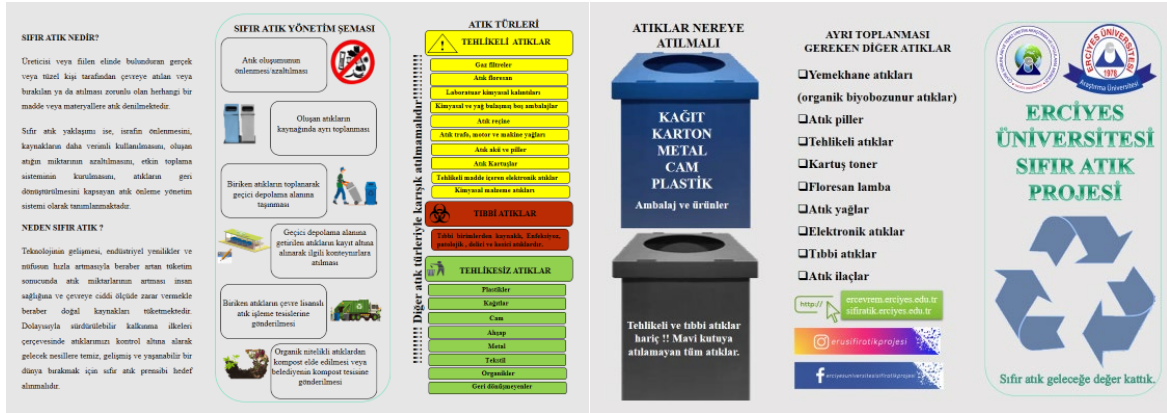 SIFIR ATIK NEDİR?
Üreticisi veya fiilen elinde bulunduran gerçek
veya tüzel kişi tarafından çevreye atılan veya
bırakılan ya da atılması zorunlu olan herhangi bir
madde veya materyallere atık denilmektedir.
Sıfır atık yaklaşımı ise, israfın önlenmesini,
kaynakların daha verimli kullanılmasını, oluşan
atığın miktarının azaltılmasını, etkin toplama
sisteminin kurulmasını, atıkların geri
dönüştürülmesini kapsayan atık önleme yönetim
sistemi olarak tanımlanmaktadır.
NEDEN SIFIR ATIK ?
Teknolojinin gelişmesi, endüstriyel yenilikler ve
nüfusun hızla artmasıyla beraber artan tüketim
sonucunda atık miktarlarının artması insan
sağlığına ve çevreye ciddi ölçüde zarar vermekle
beraber doğal kaynakları tüketmektedir.
Dolayısıyla sürdürülebilir kalkınma ilkeleri
çerçevesinde atıklarımızı kontrol altına alarak
gelecek nesillere temiz, gelişmiş ve yaşanabilir bir
dünya bırakmak için sıfır atık prensibi hedef
alınmalıdır.
SIFIR ATIK YÖNETİM ŞEMASI
Atık oluşumunun
önlenmesi/azaltılması
Oluşan atıkların
kaynağında ayrı toplanması
Biriken atıkların toplanarak
geçici depolama alanına
taşınması
Geçici depolama alanına
getirilen atıkların kayıt altına
alınarak ilgili konteynırlara
atılması
Biriken atıkların çevre lisanslı
atık işleme tesislerine
gönderilmesi
Organik nitelikli atıklardan
kompost elde edilmesi veya
belediyenin kompost tesisine
gönderilmesi
!!!!!!!! Diğer atık türleriyle karışık atılmamalıdır!!!!!!!!
ATIK TÜRLERİ
TEHLİKELİ ATIKLAR
Gaz filtreler
Atık floresan
Laboratuar kimyasal kalıntıları
Kimyasal ve yağ bulaşmış boş ambalajlar
Atık reçine
Atık trafo, motor ve makine yağları
Atık akü ve piller
Atık Kartuşlar
Tehlikeli madde içeren elektronik atıklar
Kimyasal malzeme atıkları
TIBBİ ATIKLAR
Tıbbi birimlerden kaynaklı, Enfeksiyon,
patolojik , delici ve kesici atıklardır.
TEHLİKESİZ ATIKLAR
Plastikler
Kağıtlar
Cam
Ahşap
Metal
Tekstil
Organikler
Geri dönüşmeyenler
ATIKLAR NEREYE
ATILMALI
KAĞIT
KARTON
METAL
CAM
PLASTİK
Ambalaj ve ürünler
Tehlikeli ve tıbbi atıklar
hariç !! Mavi kutuya
atılamayan tüm atıklar.
AYRI TOPLANMASI
GEREKEN DİĞER ATIKLAR
❑Yemekhane atıkları
(organik biyobozunur atıklar)
❑Atık piller
❑Tehlikeli atıklar
❑Kartuş toner
❑Floresan lamba
❑Atık yağlar
❑Elektronik atıklar
❑Tıbbi atıklar
❑Atık ilaçlar
http://
ercevrem.erciyes.edu.tr
sifiratik.erciyes.edu.tr
erusifiratikprojesi
erciyesuniversitesisifiratikprojesi
ERCİYES ÜNİVERSİTESİ
1978
Araştırma Üniversitesi
ERCİYES
ÜNİVERSİTESİ
SIFIR ATIK
PROJESİ
Sıfır atık geleceğe değer kattık.